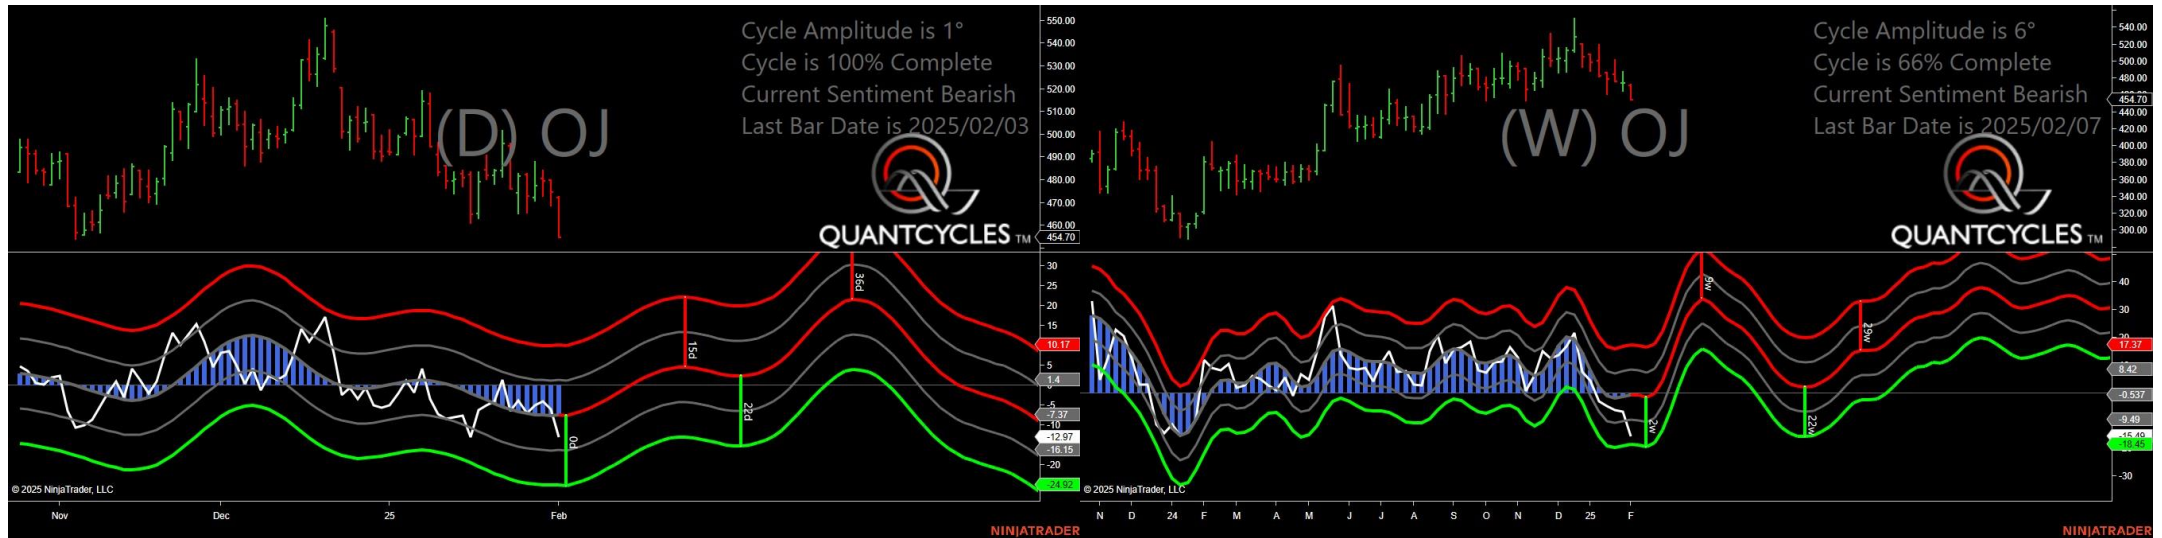 Cycle Amplitude is 1°
Cycle is 100% Complete
Current Sentiment Bearish
Last Bar Date is 2025/02/03
(D) OJ
QUANTCYCLES TM
550.00
540.00
530.00
520.00
510.00
500.00
490.00
480.00
470.00
460.00
454.70
30
25
20
15
10.17
5
1.4
-5
-7.37
-10
-12.97
-16.15
-20
-24.92
0d
15d
22d
36d
© 2025 NinjaTrader, LLC
Nov
Dec
25
Feb
NINJATRADER
Cycle Amplitude is 6°
Cycle is 66% Complete
Current Sentiment Bearish
Last Bar Date is 2025/02/07
(W) OJ
QUANTCYCLES TM
540.00
520.00
500.00
480.00
454.70
440.00
420.00
400.00
380.00
360.00
340.00
320.00
300.00
40
30
17.37
8.42
-0.537
-9.49
-18.45
-30
2w
9w
22w
29w
© 2025 NinjaTrader, LLC
N
D
24
F
M
A
M
J
J
A
S
O
N
D
25
F
NINJATRADER